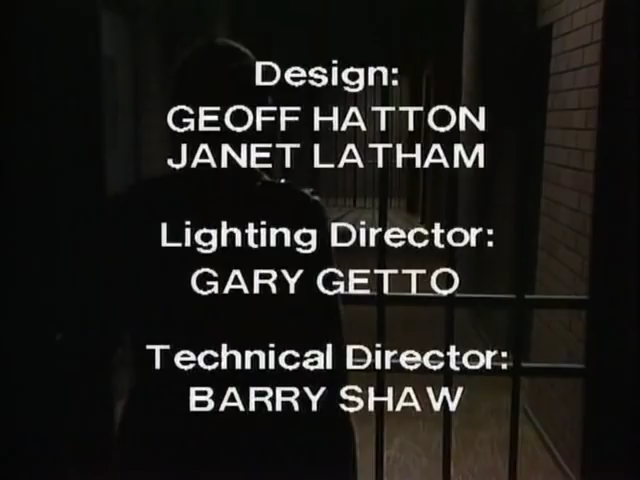 Design:
GEOFF HATTON
JANET LATHAM
Lighting Director:
GARY GETTO
Technical Director:
BARRY SHAW